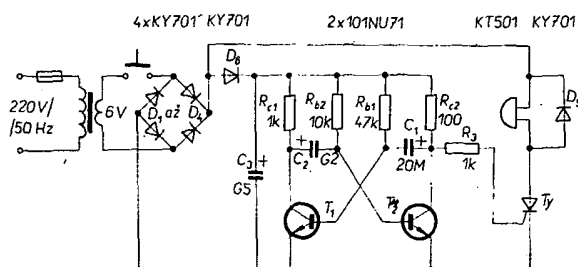 4xKY701 KY701 2x101NU71 KT501 KY701
220V/
/50 Hz
6V
D1 až D4
D6
C3 +
G5
Rc1
1k
Rb2
10k
Rb1
47k
Rc2
100
+
C2
G2
C1
+
20M
R3
1k
D5
T1
T2
Ty